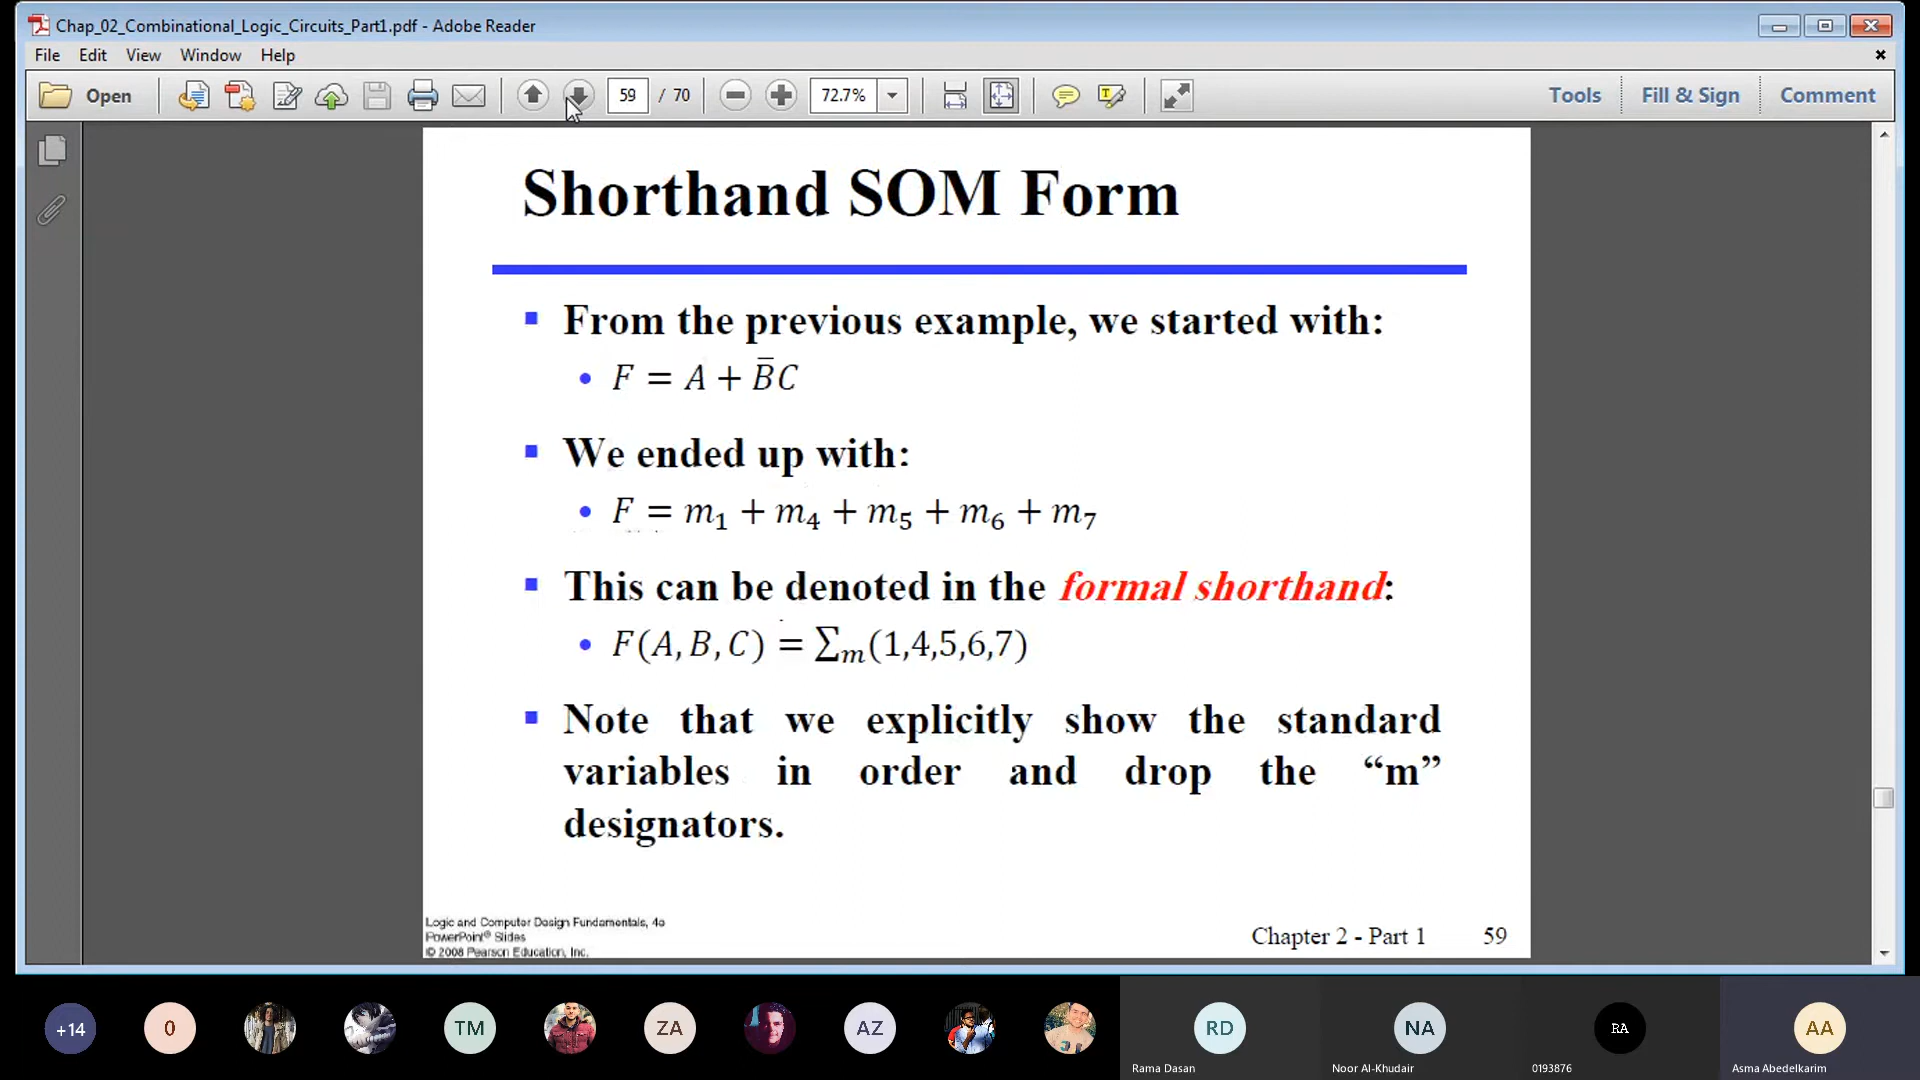 Chap_02_Combinational_Logic_Circuits_Part1.pdf - Adobe Reader
File Edit View Window Help
Open 59 / 70 72.7% Tools Fill & Sign Comment
Shorthand SOM Form
From the previous example, we started with:
F = A + B̅C
We ended up with:
F = m₁ + m₄ + m₅ + m₆ + m₇
This can be denoted in the formal shorthand:
F(A, B, C) = ∑ₘ(1,4,5,6,7)
Note that we explicitly show the standard
variables in order and drop the “m”
designators.
Logic and Computer Design Fundamentals, 4e
PowerPoint® Slides
© 2008 Pearson Education, Inc.
Chapter 2 - Part 1 59
+14 0 TM ZA AZ RD NA RA AA
Rama Dasan Noor Al-Khudair 0193876 Asma Abedelkarim